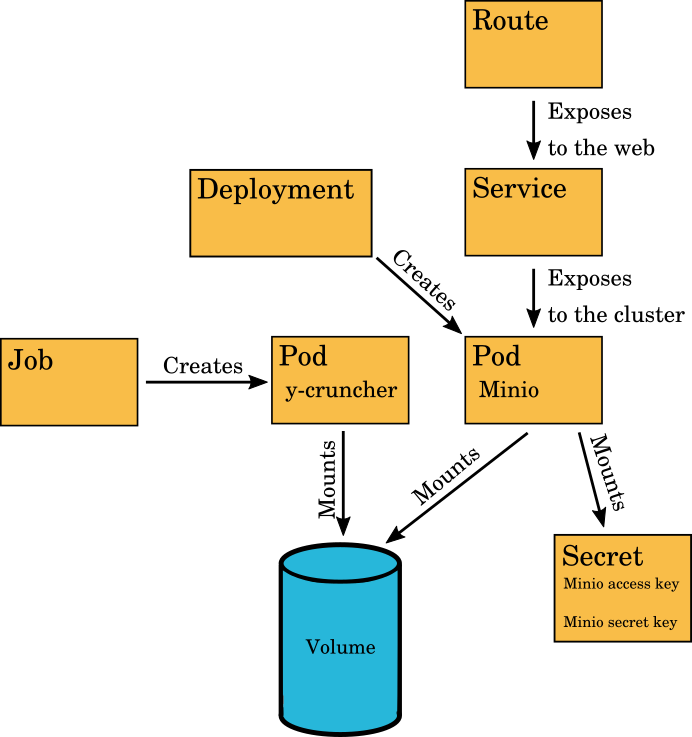 Route
Exposes
to the web
Deployment
Service
Creates
Exposes
to the cluster
Job
Creates
Pod
y-cruncher
Pod
Minio
Mounts
Mounts
Mounts
Secret
Minio access key
Minio secret key
Volume